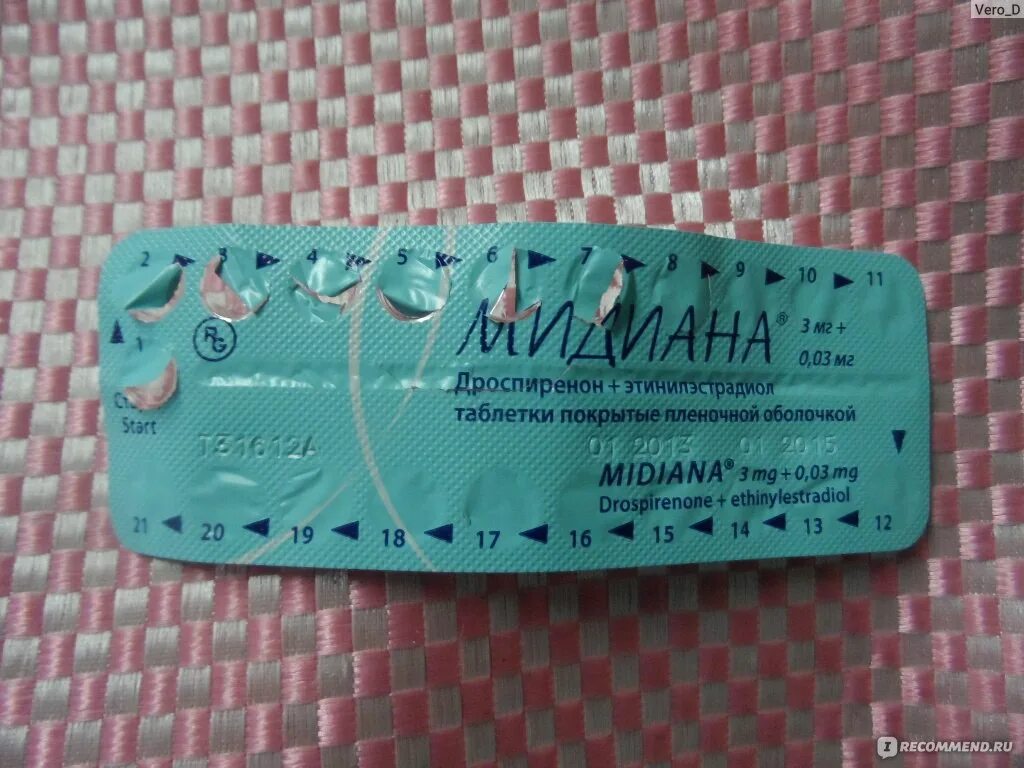 Vero_D
2 3 4 5 6 7 8 9 10 11
RG
МИДИАНА® 3 мг +
0,03 мг
1
Дроспиренон + этинилэстрадиол
таблетки покрытые пленочной оболочкой
Start
T31612A 01 2013 01 2015
MIDIANA® 3 mg + 0,03 mg
Drospirenone + ethinylestradiol
21 20 19 18 17 16 15 14 13 12
IRECOMMEND.RU